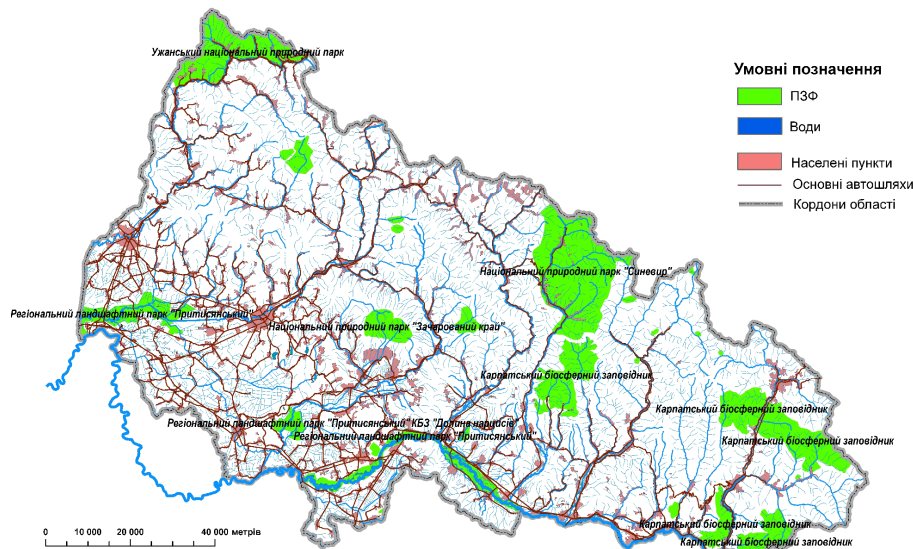 Ужанський національний природний парк
Умовні позначення
ПЗФ
Води
Населені пункти
Основні автошляхи
Кордони області
Національний природний парк "Синевир"
Регіональний ландшафтний парк "Притисянський"
Національний природний парк "Зачарований край"
Карпатський біосферний заповідник
Карпатський біосферний заповідник
Регіональний ландшафтний парк "Притисянський"
КБЗ "Долина нарцисів"
Регіональний ландшафтний парк "Притисянський"
Карпатський біосферний заповідник
Карпатський біосферний заповідник
Карпатський біосферний заповідник
0 10 000 20 000 40 000 метрів